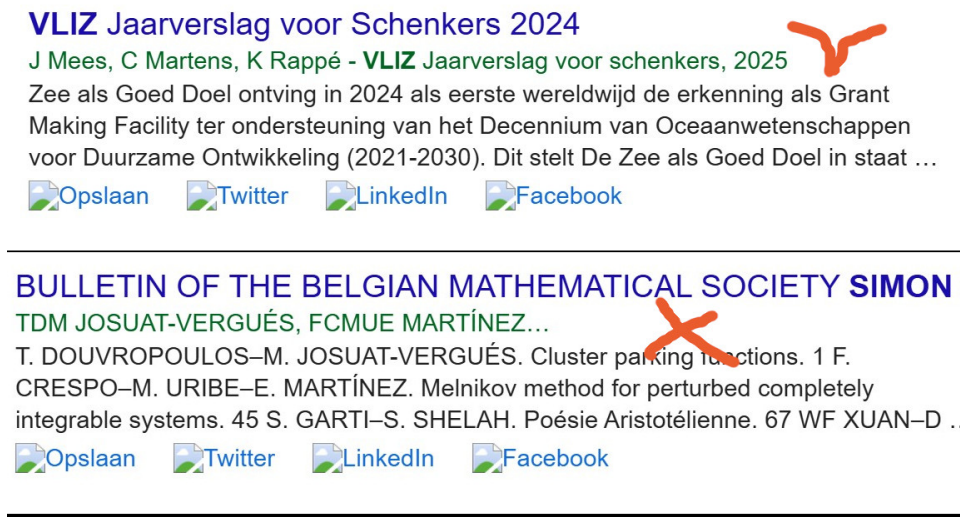 VLIZ Jaarverslag voor Schenkers 2024
J Mees, C Martens, K Rappé - VLIZ Jaarverslag voor schenkers, 2025
Zee als Goed Doel ontving in 2024 als eerste wereldwijd de erkenning als Grant
Making Facility ter ondersteuning van het Decennium van Oceaanwetenschappen
voor Duurzame Ontwikkeling (2021-2030). Dit stelt De Zee als Goed Doel in staat …
Opslaan Twitter LinkedIn Facebook
BULLETIN OF THE BELGIAN MATHEMATICAL SOCIETY SIMON
TDM JOSUAT-VERGUÉS, FCMUE MARTÍNEZ…
T. DOUVROPOULOS–M. JOSUAT-VERGUÉS. Cluster parking functions. 1 F.
CRESPO–M. URIBE–E. MARTÍNEZ. Melnikov method for perturbed completely
integrable systems. 45 S. GARTI–S. SHELAH. Poésie Aristotélienne. 67 WF XUAN–D ..
Opslaan Twitter LinkedIn Facebook